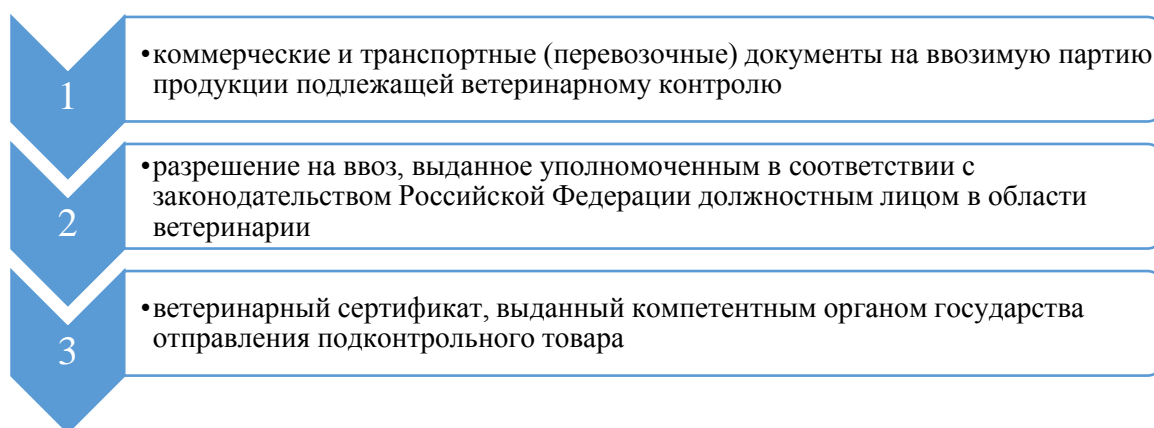 1
•коммерческие и транспортные (перевозочные) документы на ввозимую партию
продукции подлежащей ветеринарному контролю
2
•разрешение на ввоз, выданное уполномоченным в соответствии с
законодательством Российской Федерации должностным лицом в области
ветеринарии
3
•ветеринарный сертификат, выданный компетентным органом государства
отправления подконтрольного товара